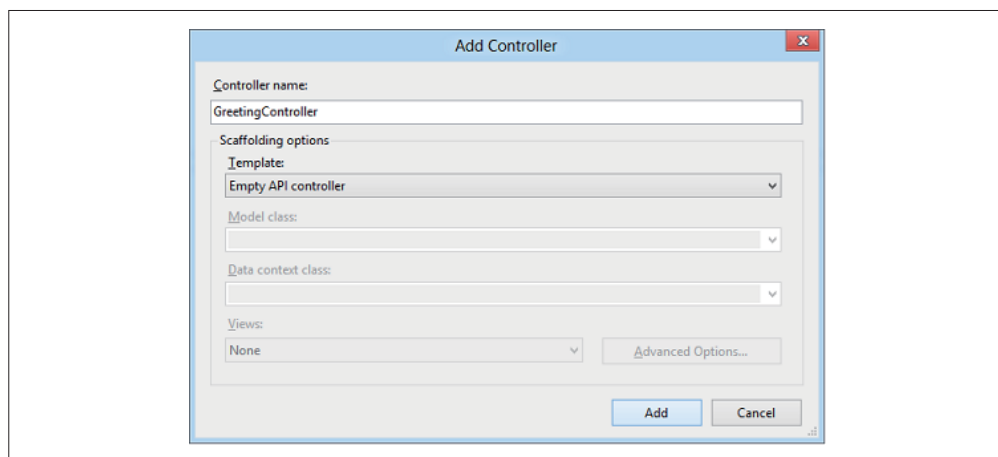 Add Controller
x
Controller name:
GreetingController
Scaffolding options
Template:
Empty API controller
Model class:
Data context class:
Views:
None
Advanced Options...
Add Cancel